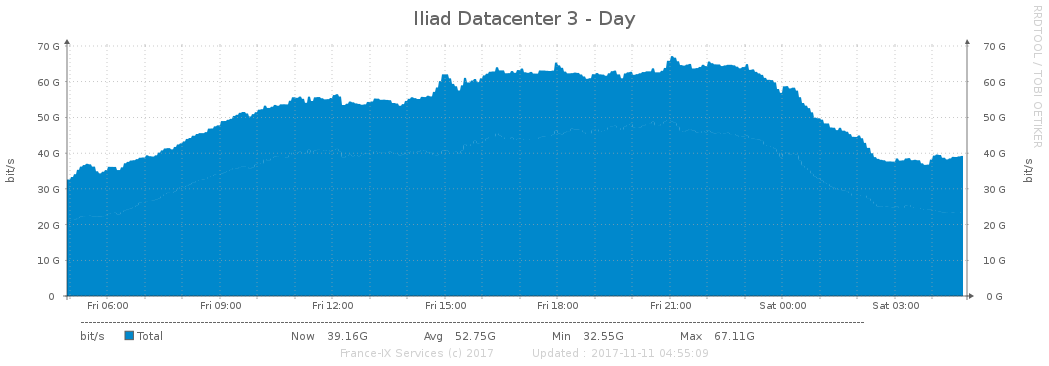 Iliad Datacenter 3 - Day
RRDTOOL / TOBI OETIKER
70 G 70 G
60 G 60 G
50 G 50 G
40 G 40 G
30 G 30 G
20 G 20 G
10 G 10 G
0 0 G
bit/s bit/s
Fri 06:00 Fri 09:00 Fri 12:00 Fri 15:00 Fri 18:00 Fri 21:00 Sat 00:00 Sat 03:00
bit/s Total Now 39.16G Avg 52.75G Min 32.55G Max 67.11G
France-IX Services (c) 2017 Updated : 2017-11-11 04:55:09